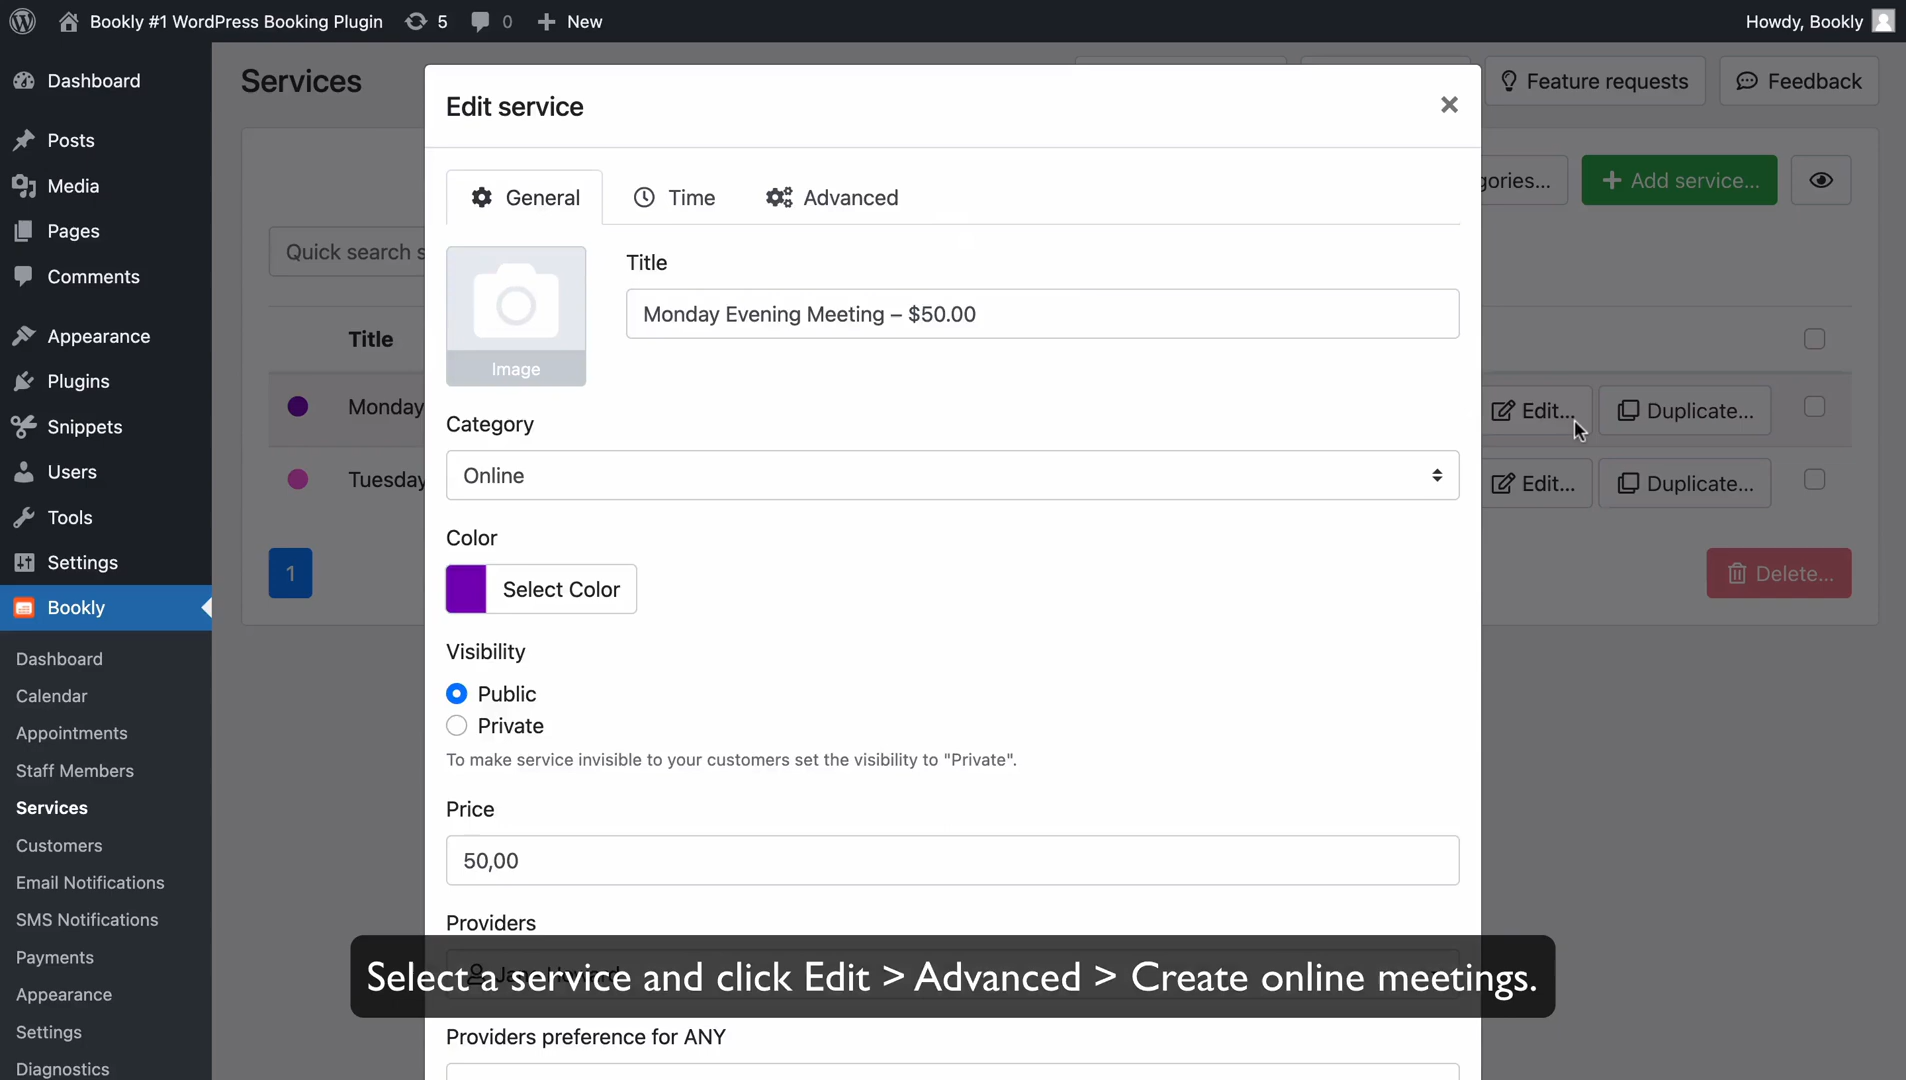 Bookly #1 WordPress Booking Plugin
5
0
New
Howdy, Bookly
Dashboard
Posts
Media
Pages
Comments
Appearance
Plugins
Snippets
Users
Tools
Settings
Bookly
Dashboard
Calendar
Appointments
Staff Members
Services
Customers
Email Notifications
SMS Notifications
Payments
Appearance
Settings
Diagnostics
Services
Feature requests
Feedback
gories...
Add service...
Quick search s
Title
Monday
Edit...
Duplicate...
Tuesday
Edit...
Duplicate...
1
Delete...
Edit service
×
General
Time
Advanced
Image
Title
Monday Evening Meeting – $50.00
Category
Online
Color
Select Color
Visibility
Public
Private
To make service invisible to your customers set the visibility to "Private".
Price
50,00
Providers
Select a service and click Edit > Advanced > Create online meetings.
Providers preference for ANY